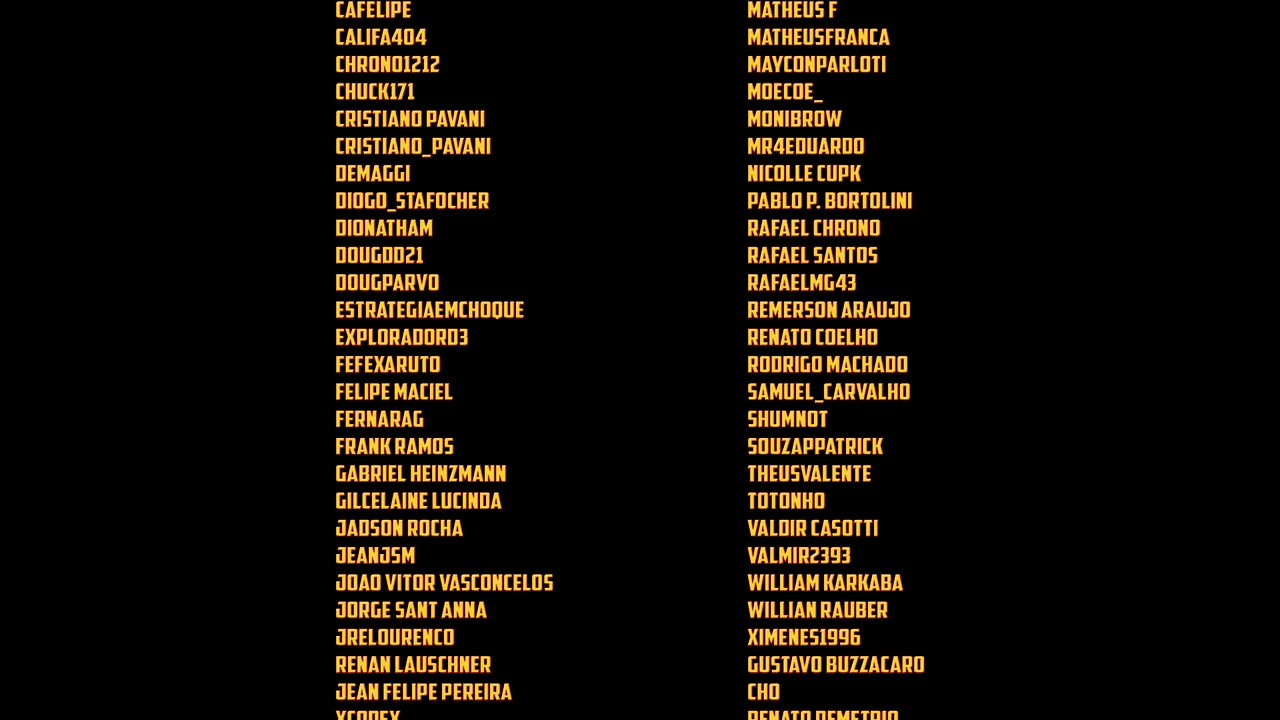 CAFELIPE
CALIFA404
CHRONO1212
CHUCK171
CRISTIANO PAVANI
CRISTIANO_PAVANI
DEMAGGI
DIOGO_STAFOCHER
DIONATHAM
DOUGDD21
DOUGPARVO
ESTRATEGIAEMCHOQUE
EXPLORADORD3
FEFEXARUTO
FELIPE MACIEL
FERNARAG
FRANK RAMOS
GABRIEL HEINZMANN
GILCELAINE LUCINDA
JADSON ROCHA
JEANJSM
JOAO VITOR VASCONCELOS
JORGE SANT ANNA
JRELOURENCO
RENAN LAUSCHNER
JEAN FELIPE PEREIRA
MATHEUS F
MATHEUSFRANCA
MAYCONPARLOTI
MOECOE_
MONIBROW
MR4EDUARDO
NICOLLE CUPK
PABLO P. BORTOLINI
RAFAEL CHRONO
RAFAEL SANTOS
RAFAELMG43
REMERSON ARAUJO
RENATO COELHO
RODRIGO MACHADO
SAMUEL_CARVALHO
SHUMNOT
SOUZAPPATRICK
THEUSVALENTE
TOTONHO
VALDIR CASOTTI
VALMIR2393
WILLIAM KARKABA
WILLIAN RAUBER
XIMENES1996
GUSTAVO BUZZACARO
CHO
RENATO DEMETRIO